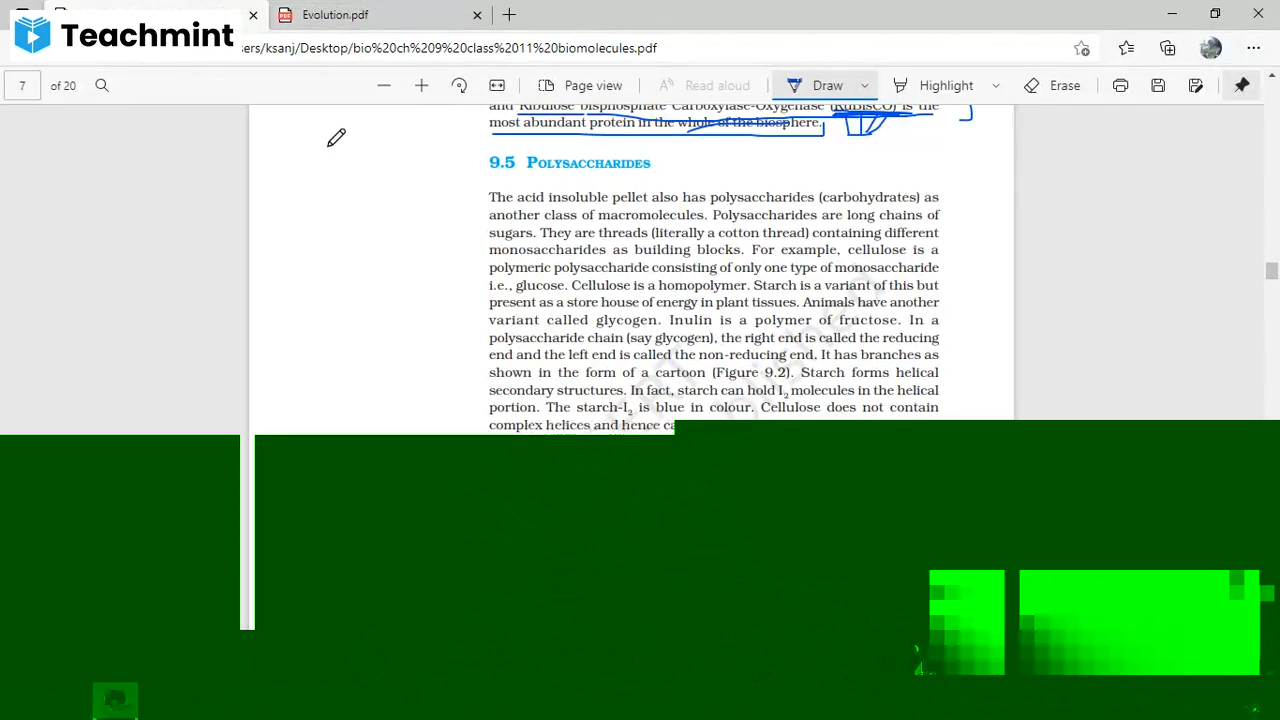 Evolution.pdf
Teachmint
ers/ksanj/Desktop/bio%20ch%209%20class%2011%20biomolecules.pdf
7 of 20 Page view Read aloud Draw Highlight Erase
and Ribulose bisphosphate Carboxylase-Oxygenase (RuBisCO) is the
most abundant protein in the whole of the biosphere.
9.5 POLYSACCHARIDES
The acid insoluble pellet also has polysaccharides (carbohydrates) as
another class of macromolecules. Polysaccharides are long chains of
sugars. They are threads (literally a cotton thread) containing different
monosaccharides as building blocks. For example, cellulose is a
polymeric polysaccharide consisting of only one type of monosaccharide
i.e., glucose. Cellulose is a homopolymer. Starch is a variant of this but
present as a store house of energy in plant tissues. Animals have another
variant called glycogen. Inulin is a polymer of fructose. In a
polysaccharide chain (say glycogen), the right end is called the reducing
end and the left end is called the non-reducing end. It has branches as
shown in the form of a cartoon (Figure 9.2). Starch forms helical
secondary structures. In fact, starch can hold I₂ molecules in the helical
portion. The starch-I₂ is blue in colour. Cellulose does not contain
complex helices and hence ca